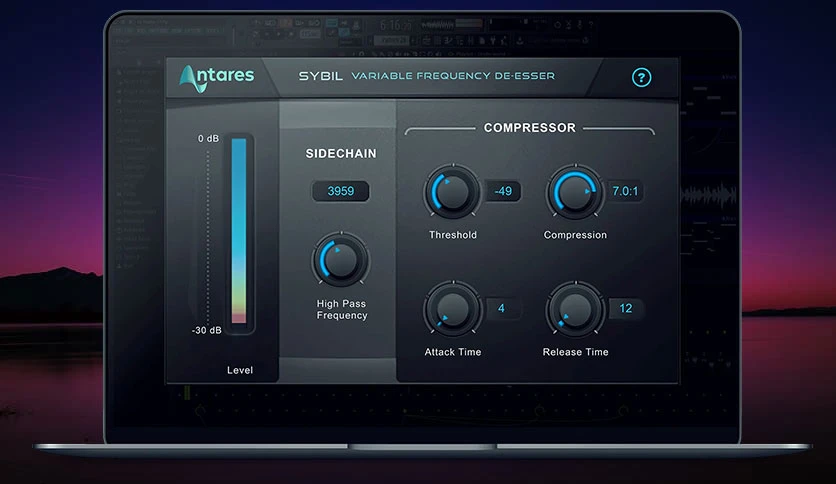 Antares
SYBIL VARIABLE FREQUENCY DE-ESSER
?
0 dB
-30 dB
Level
SIDECHAIN
3959
High Pass
Frequency
COMPRESSOR
-49
7.0:1
Threshold
Compression
4
12
Attack Time
Release Time